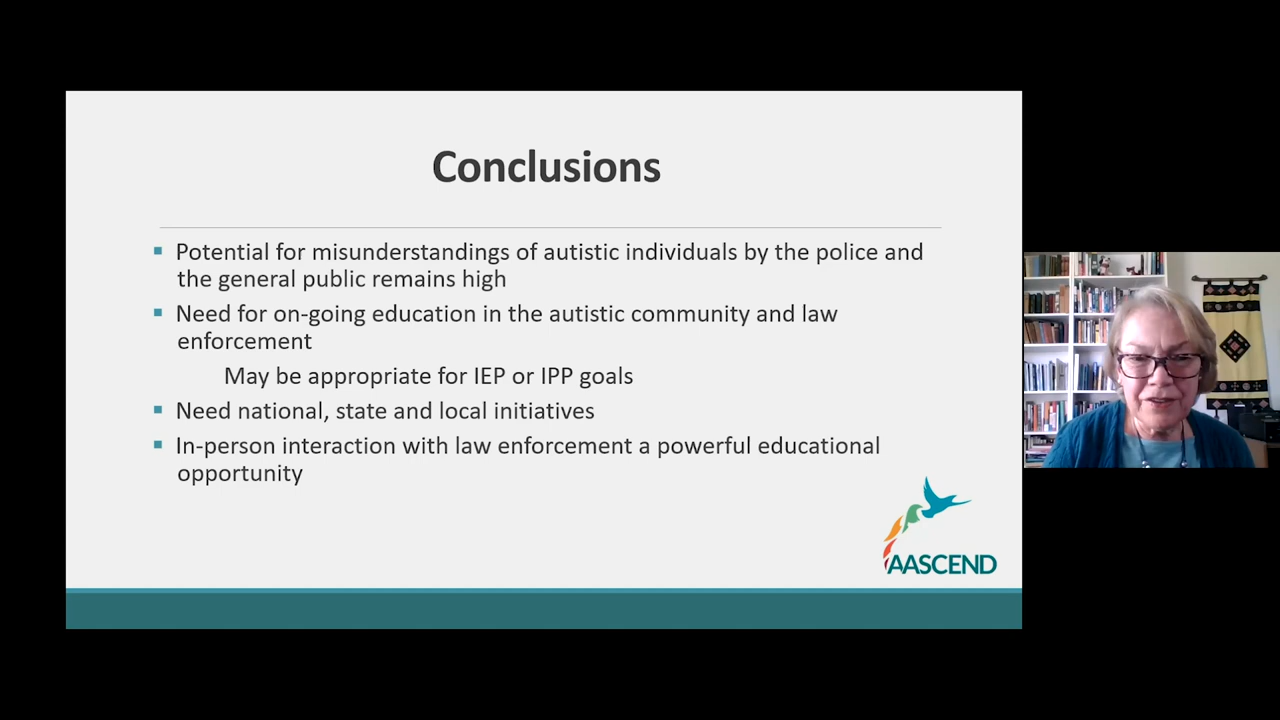 Conclusions
Potential for misunderstandings of autistic individuals by the police and
the general public remains high
Need for on-going education in the autistic community and law
enforcement
May be appropriate for IEP or IPP goals
Need national, state and local initiatives
In-person interaction with law enforcement a powerful educational
opportunity
AASCEND